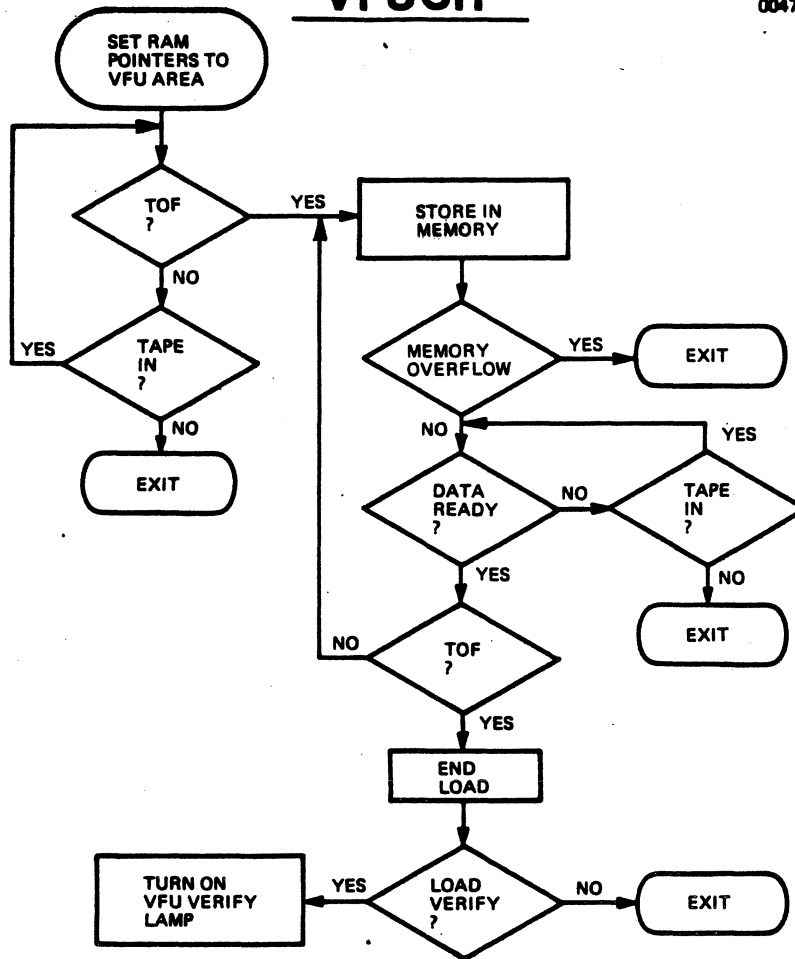 0047
SET RAM
POINTERS TO
VFU AREA
TOF
?
YES
STORE IN
MEMORY
NO
YES
TAPE
IN
?
MEMORY
OVERFLOW
YES
EXIT
NO
NO
YES
EXIT
DATA
READY
?
NO
TAPE
IN
?
YES
NO
NO
TOF
?
EXIT
YES
END
LOAD
TURN ON
VFU VERIFY
LAMP
YES
LOAD
VERIFY
?
NO
EXIT